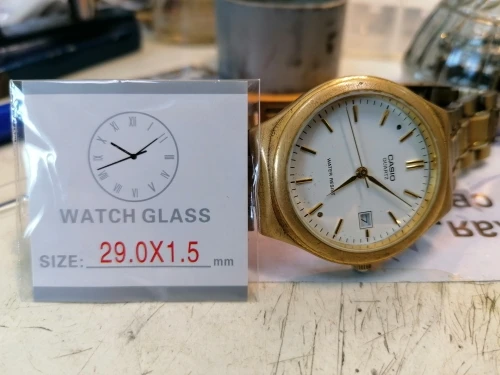 WATCH GLASS
SIZE: 29.0X1.5 mm
CASIO
QUARTZ
WATER RESIST